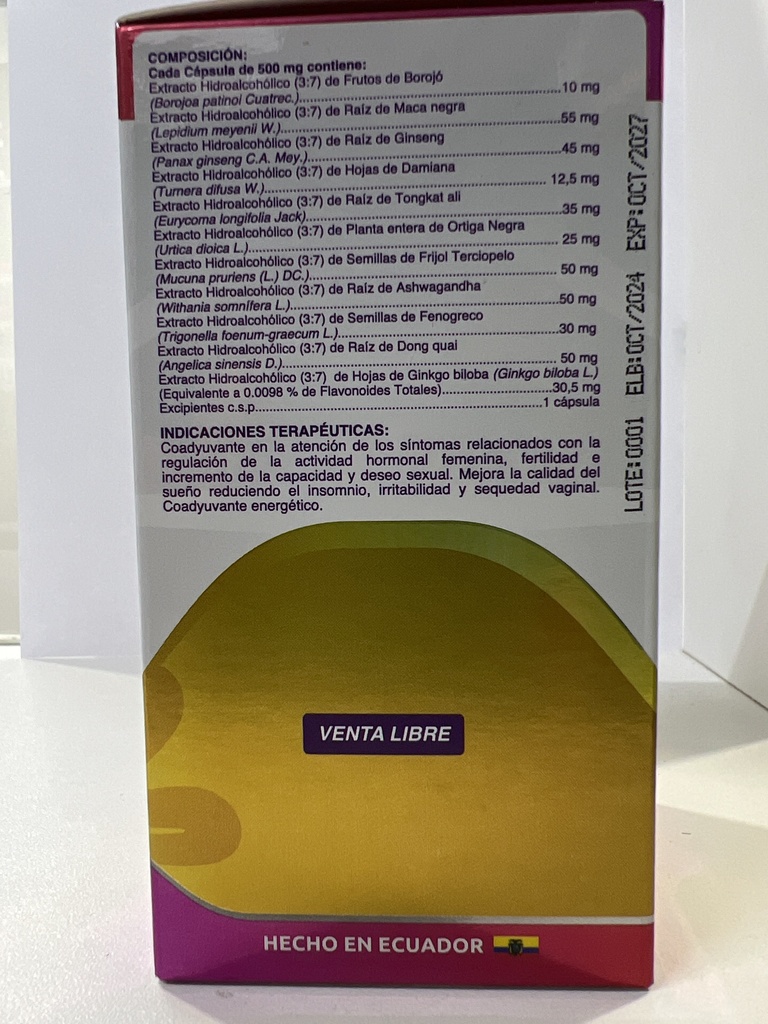 COMPOSICIÓN:
Cada Cápsula de 500 mg contiene:
Extracto Hidroalcohólico (3:7) de Frutos de Borojó
(Borojoa patinoi Cuatrec.)..........10 mg
Extracto Hidroalcohólico (3:7) de Raíz de Maca negra
(Lepidium meyenii W.)..........55 mg
Extracto Hidroalcohólico (3:7) de Raíz de Ginseng
(Panax ginseng C.A. Mey.)..........45 mg
Extracto Hidroalcohólico (3:7) de Hojas de Damiana
(Turnera difusa W.).......... 12,5 mg
Extracto Hidroalcohólico (3:7) de Raíz de Tongkat ali
(Eurycoma longifolia Jack)..........35 mg
Extracto Hidroalcohólico (3:7) de Planta entera de Ortiga Negra
(Urtica dioica L.).......... 25 mg
Extracto Hidroalcohólico (3:7) de Semillas de Frijol Terciopelo
(Mucuna pruriens (L.) DC.).......... 50 mg
Extracto Hidroalcohólico (3:7) de Raíz de Ashwagandha
(Withania somnifera L.)..........50 mg
Extracto Hidroalcohólico (3:7) de Semillas de Fenogreco
(Trigonella foenum-graecum L.)..........30 mg
Extracto Hidroalcohólico (3:7) de Raíz de Dong quai
(Angelica sinensis D.).......... 50 mg
Extracto Hidroalcohólico (3:7) de Hojas de Ginkgo biloba (Ginkgo biloba L.)
(Equivalente a 0.0098 % de Flavonoides Totales)..........30,5 mg
Excipientes c.s.p..........1 cápsula
INDICACIONES TERAPÉUTICAS:
Coadyuvante en la atención de los síntomas relacionados con la
regulación de la actividad hormonal femenina, fertilidad e
incremento de la capacidad y deseo sexual. Mejora la calidad del
sueño reduciendo el insomnio, irritabilidad y sequedad vaginal.
Coadyuvante energético.
LOTE:0001 ELB:OCT/2024 EXP:OCT/2027
VENTA LIBRE
HECHO EN ECUADOR